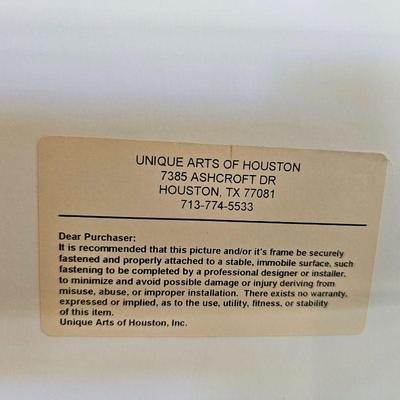 UNIQUE ARTS OF HOUSTON
7385 ASHCROFT DR
HOUSTON, TX 77081
713-774-5533
Dear Purchaser:
It is recommended that this picture and/or it's frame be securely
fastened and properly attached to a stable, immobile surface, such
fastening to be completed by a professional designer or installer,
to minimize and avoid possible damage or injury deriving from
misuse, abuse, or improper installation. There exists no warranty,
expressed or implied, as to the use, utility, fitness, or stability
of this item.
Unique Arts of Houston, Inc.